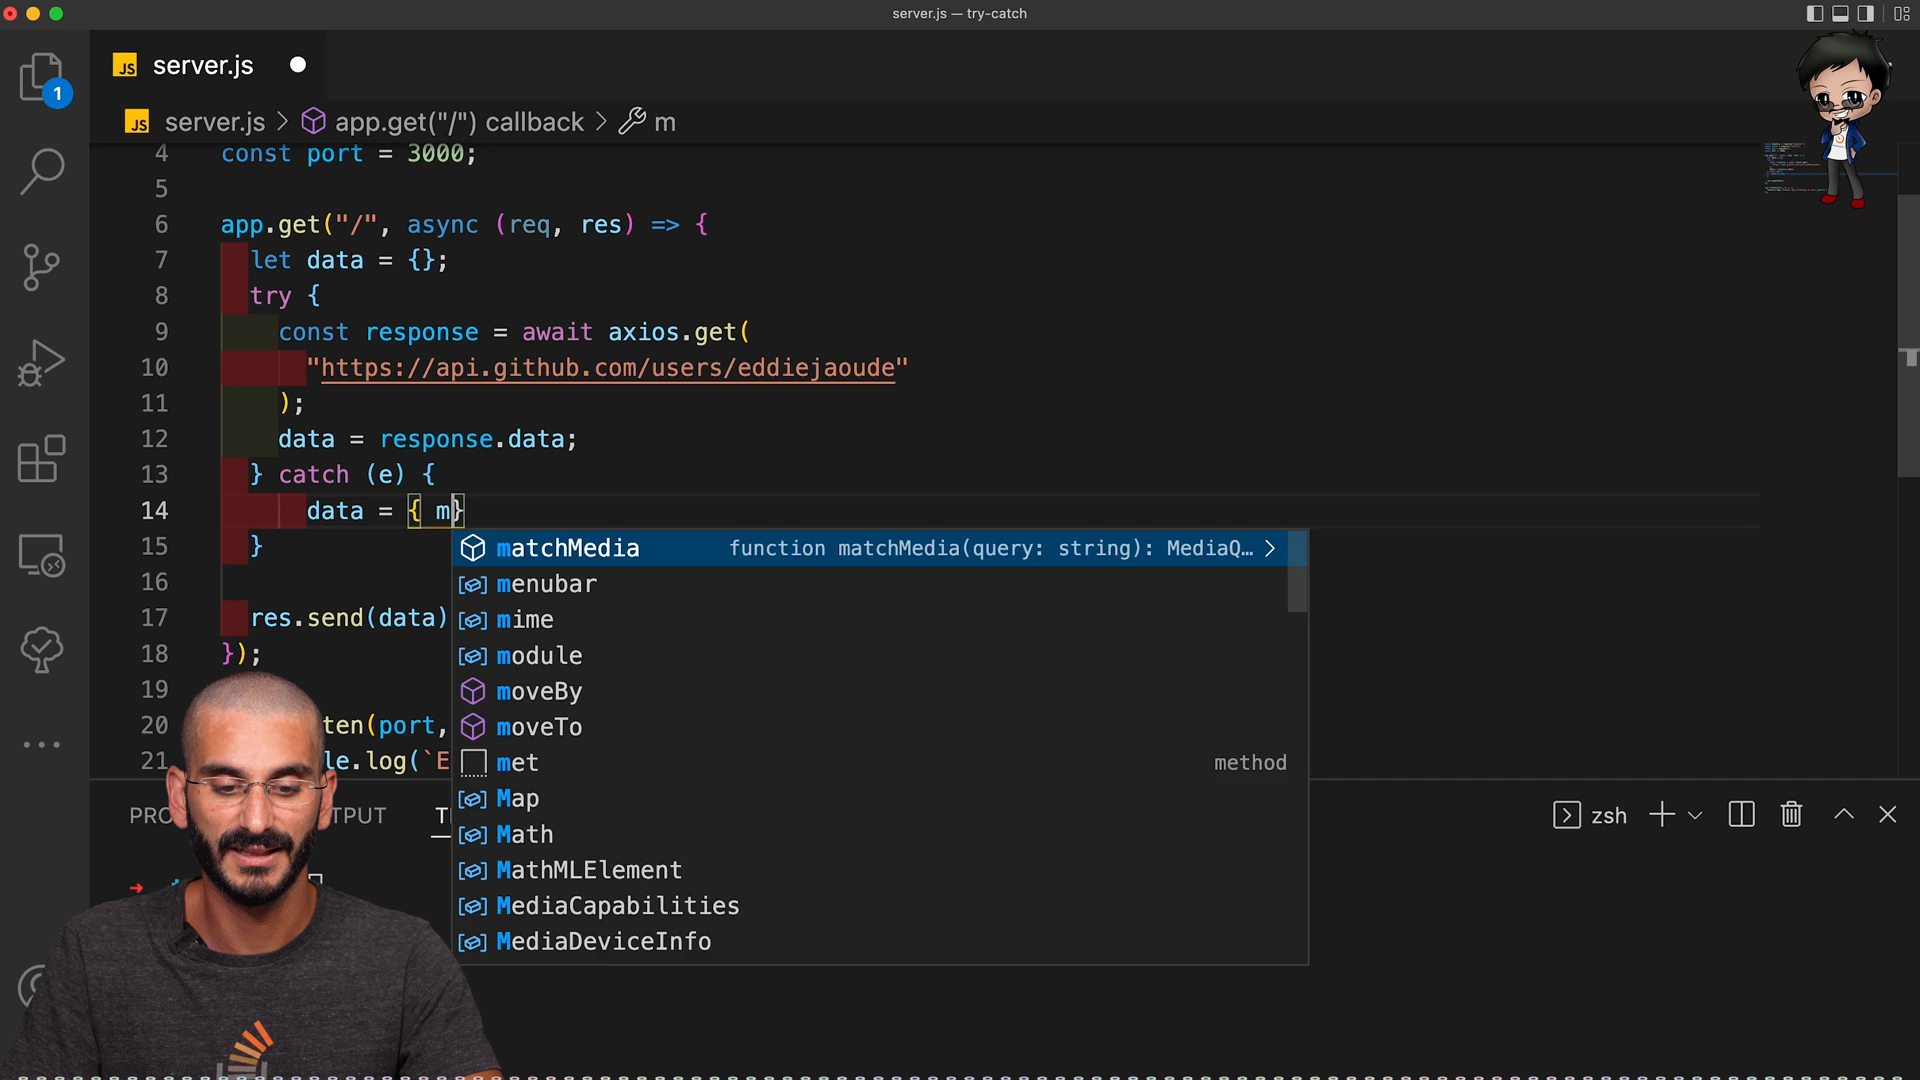 server.js — try-catch
JS server.js
1
JS server.js > app.get("/") callback > m
4 const port = 3000;
5
6 app.get("/", async (req, res) => {
7 let data = {};
8 try {
9 const response = await axios.get(
10 "https://api.github.com/users/eddiejaoude"
11 );
12 data = response.data;
13 } catch (e) {
14 data = { m}
15 }
16
17 res.send(data)
18 });
19
20 ten(port,
21 le.log(`E
matchMedia function matchMedia(query: string): MediaQ… >
menubar
mime
module
moveBy
moveTo
met method
Map
Math
MathMLElement
MediaCapabilities
MediaDeviceInfo
PRO TPUT T
zsh